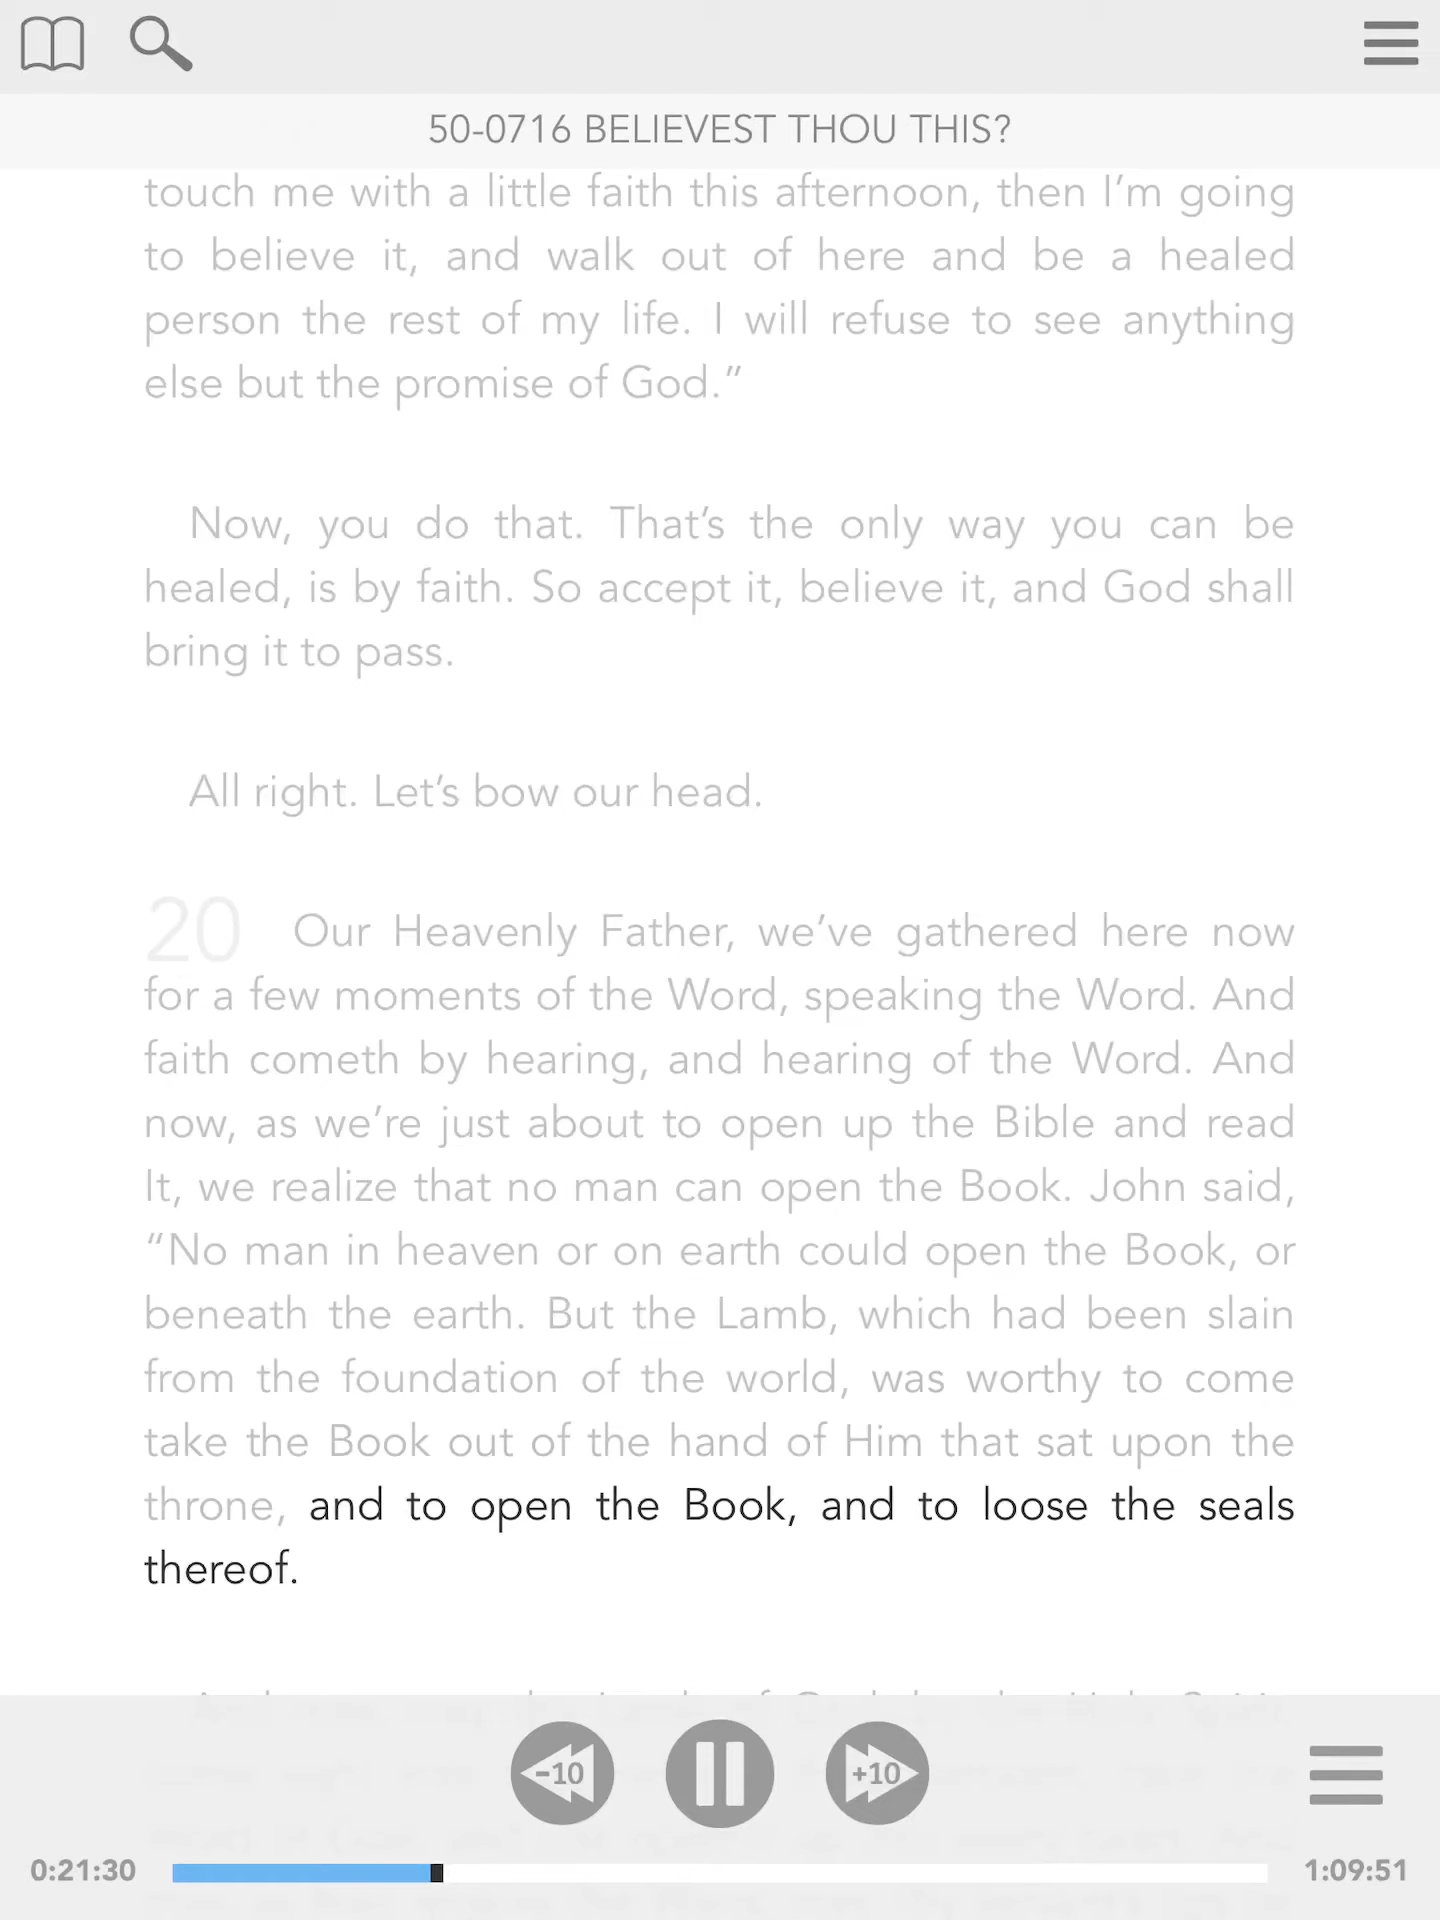 50-0716 BELIEVEST THOU THIS?
touch me with a little faith this afternoon, then I’m going
to believe it, and walk out of here and be a healed
person the rest of my life. I will refuse to see anything
else but the promise of God.”
Now, you do that. That’s the only way you can be
healed, is by faith. So accept it, believe it, and God shall
bring it to pass.
All right. Let’s bow our head.
20 Our Heavenly Father, we’ve gathered here now
for a few moments of the Word, speaking the Word. And
faith cometh by hearing, and hearing of the Word. And
now, as we’re just about to open up the Bible and read
It, we realize that no man can open the Book. John said,
“No man in heaven or on earth could open the Book, or
beneath the earth. But the Lamb, which had been slain
from the foundation of the world, was worthy to come
take the Book out of the hand of Him that sat upon the
throne, and to open the Book, and to loose the seals
thereof.
-10 +10
0:21:30 1:09:51